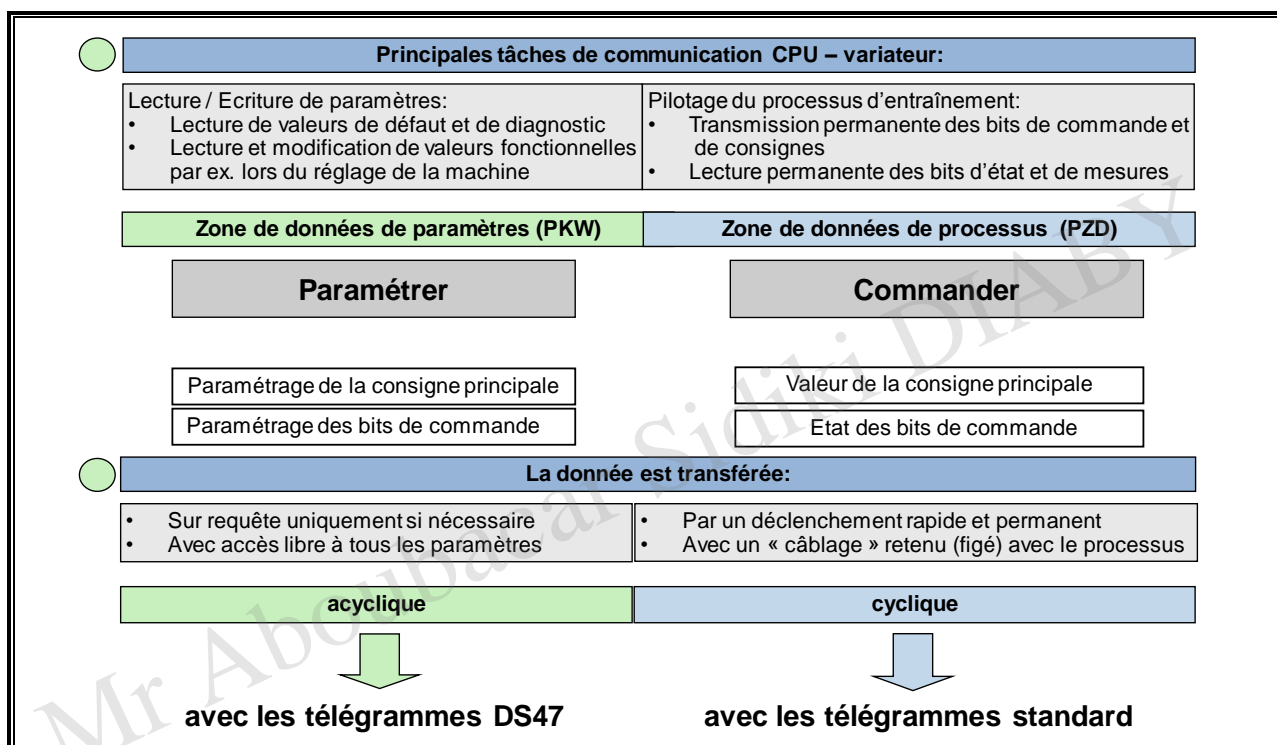 Principales tâches de communication CPU – variateur:
Lecture / Ecriture de paramètres:
• Lecture de valeurs de défaut et de diagnostic
• Lecture et modification de valeurs fonctionnelles
par ex. lors du réglage de la machine
Pilotage du processus d'entraînement:
• Transmission permanente des bits de commande et
de consignes
• Lecture permanente des bits d'état et de mesures
Zone de données de paramètres (PKW)
Zone de données de processus (PZD)
Paramétrer
Commander
Paramétrage de la consigne principale
Paramétrage des bits de commande
Valeur de la consigne principale
Etat des bits de commande
La donnée est transférée:
• Sur requête uniquement si nécessaire
• Avec accès libre à tous les paramètres
• Par un déclenchement rapide et permanent
• Avec un « câblage » retenu (figé) avec le processus
acyclique
cyclique
avec les télégrammes DS47
avec les télégrammes standard
Mr Aboubacar Sidiki DIABY